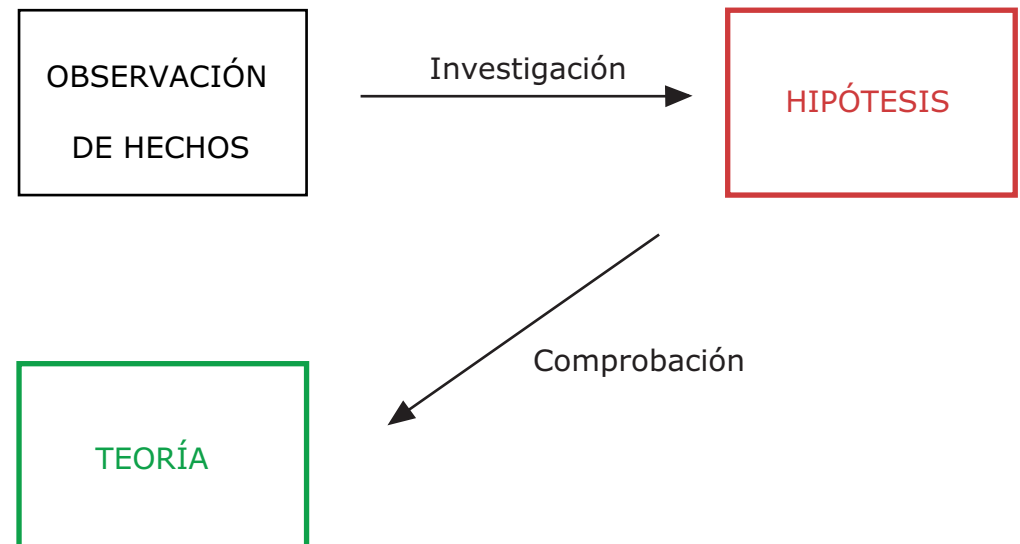 OBSERVACIÓN
DE HECHOS
Investigación
HIPÓTESIS
Comprobación
TEORÍA